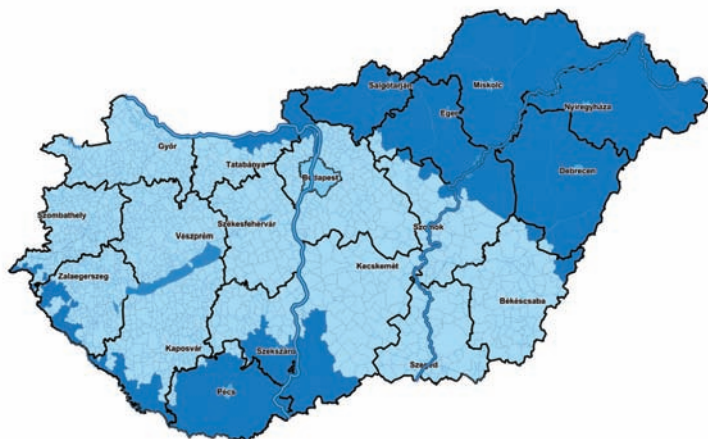 Salgótarján
Miskolc
Eger
Nyíregyháza
Győr
Tatabánya
Budapest
Debrecen
Szombathely
Veszprém
Székesfehérvár
Szolnok
Zalaegerszeg
Kecskemét
Békéscsaba
Kaposvár
Szekszárd
Szeged
Pécs